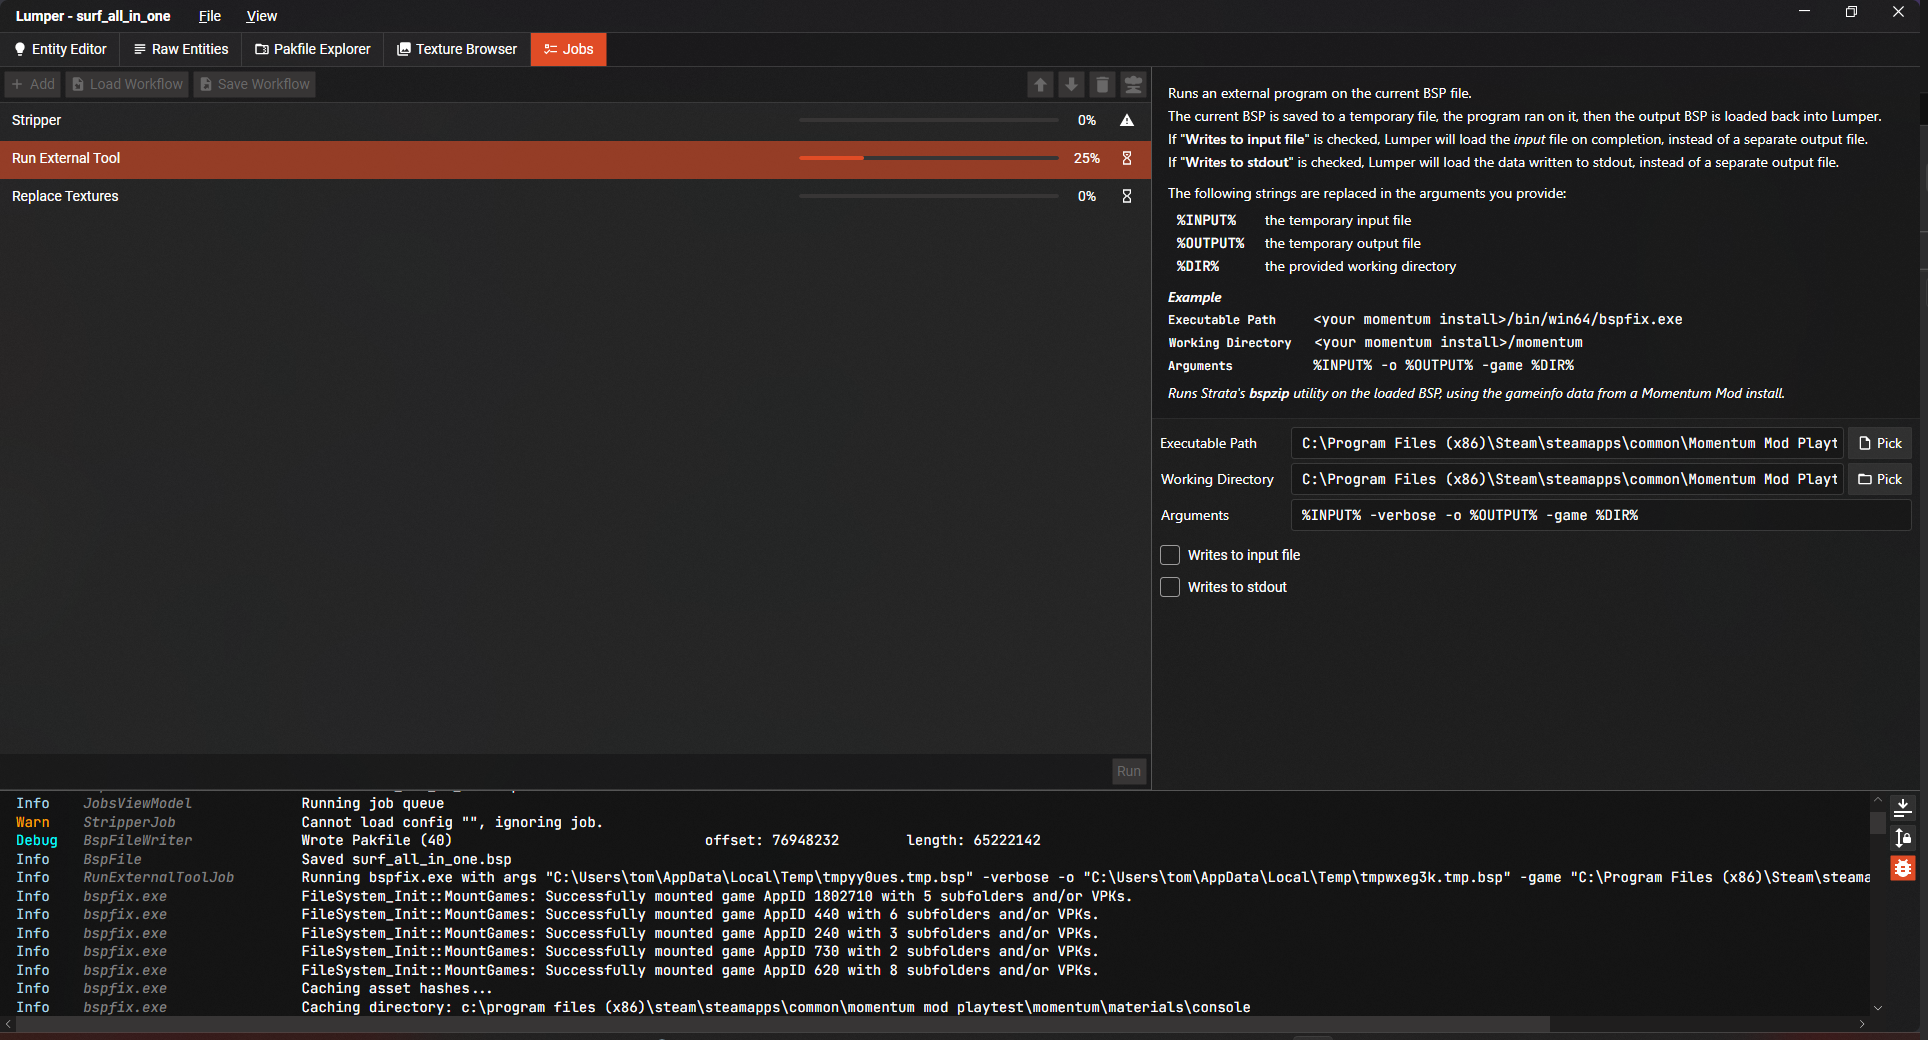 Lumper - surf_all_in_one File View
Entity Editor Raw Entities Pakfile Explorer Texture Browser Jobs
+ Add Load Workflow Save Workflow
Stripper 0%
Run External Tool 25%
Replace Textures 0%
Run
Runs an external program on the current BSP file.
The current BSP is saved to a temporary file, the program ran on it, then the output BSP is loaded back into Lumper.
If "Writes to input file" is checked, Lumper will load the input file on completion, instead of a separate output file.
If "Writes to stdout" is checked, Lumper will load the data written to stdout, instead of a separate output file.
The following strings are replaced in the arguments you provide:
%INPUT% the temporary input file
%OUTPUT% the temporary output file
%DIR% the provided working directory
Example
Executable Path <your momentum install>/bin/win64/bspfix.exe
Working Directory <your momentum install>/momentum
Arguments %INPUT% -o %OUTPUT% -game %DIR%
Runs Strata's bspzip utility on the loaded BSP, using the gameinfo data from a Momentum Mod install.
Executable Path C:\Program Files (x86)\Steam\steamapps\common\Momentum Mod Playt Pick
Working Directory C:\Program Files (x86)\Steam\steamapps\common\Momentum Mod Playt Pick
Arguments %INPUT% -verbose -o %OUTPUT% -game %DIR%
Writes to input file
Writes to stdout
Info JobsViewModel Running job queue
Warn StripperJob Cannot load config "", ignoring job.
Debug BspFileWriter Wrote Pakfile (40) offset: 76948232 length: 65222142
Info BspFile Saved surf_all_in_one.bsp
Info RunExternalToolJob Running bspfix.exe with args "C:\Users\tom\AppData\Local\Temp\tmpyy0ues.tmp.bsp" -verbose -o "C:\Users\tom\AppData\Local\Temp\tmpwxeg3k.tmp.bsp" -game "C:\Program Files (x86)\Steam\steama
Info bspfix.exe FileSystem_Init::MountGames: Successfully mounted game AppID 1802710 with 5 subfolders and/or VPKs.
Info bspfix.exe FileSystem_Init::MountGames: Successfully mounted game AppID 440 with 6 subfolders and/or VPKs.
Info bspfix.exe FileSystem_Init::MountGames: Successfully mounted game AppID 240 with 3 subfolders and/or VPKs.
Info bspfix.exe FileSystem_Init::MountGames: Successfully mounted game AppID 730 with 2 subfolders and/or VPKs.
Info bspfix.exe FileSystem_Init::MountGames: Successfully mounted game AppID 620 with 8 subfolders and/or VPKs.
Info bspfix.exe Caching asset hashes...
Info bspfix.exe Caching directory: c:\program files (x86)\steam\steamapps\common\momentum mod playtest\momentum\materials\console